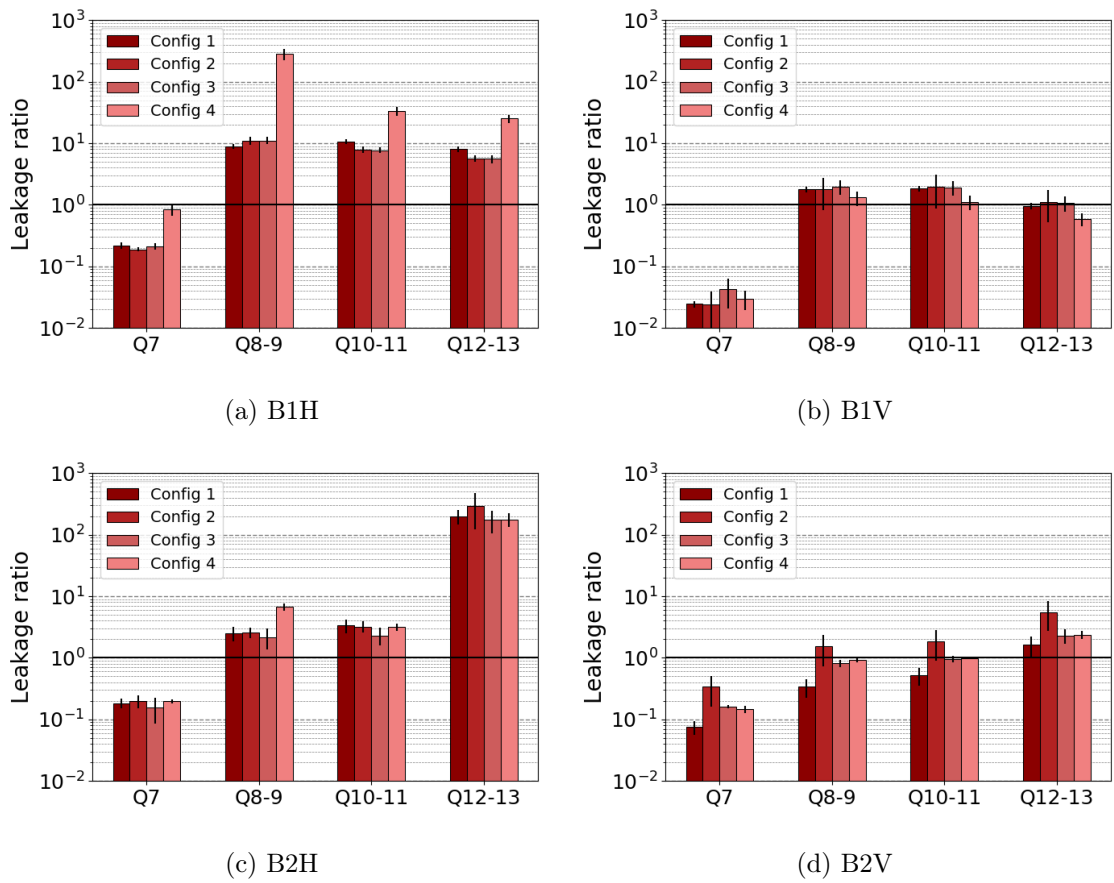 10³
10²
10¹
10⁰
10⁻¹
10⁻²
Leakage ratio
Config 1
Config 2
Config 3
Config 4
Q7 Q8-9 Q10-11 Q12-13
(a) B1H
10³
10²
10¹
10⁰
10⁻¹
10⁻²
Leakage ratio
Config 1
Config 2
Config 3
Config 4
Q7 Q8-9 Q10-11 Q12-13
(b) B1V
10³
10²
10¹
10⁰
10⁻¹
10⁻²
Leakage ratio
Config 1
Config 2
Config 3
Config 4
Q7 Q8-9 Q10-11 Q12-13
(c) B2H
10³
10²
10¹
10⁰
10⁻¹
10⁻²
Leakage ratio
Config 1
Config 2
Config 3
Config 4
Q7 Q8-9 Q10-11 Q12-13
(d) B2V